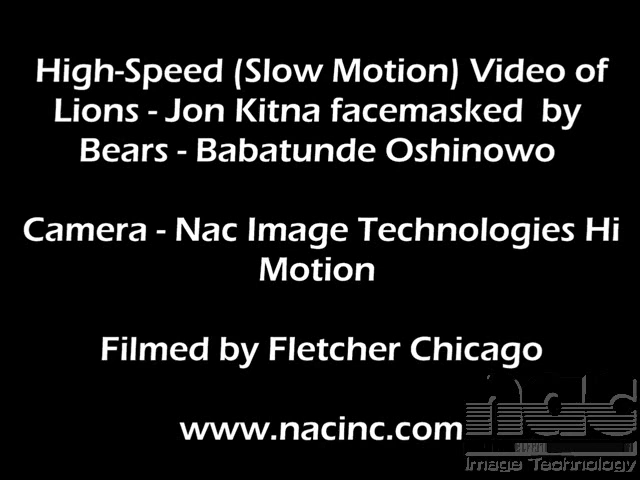 High-Speed (Slow Motion) Video of
Lions - Jon Kitna facemasked by
Bears - Babatunde Oshinowo
Camera - Nac Image Technologies Hi
Motion
Filmed by Fletcher Chicago
www.nacinc.com
nac
Image Technology